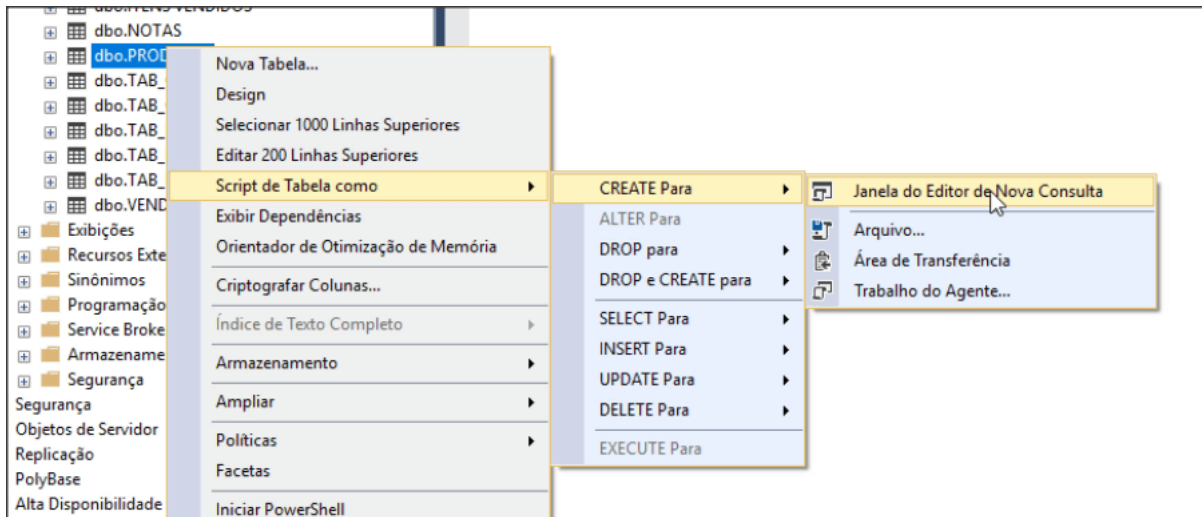 dbo.ITENS VENDIDOS
dbo.NOTAS
dbo.PROD
dbo.TAB_
dbo.TAB_
dbo.TAB_
dbo.TAB_
dbo.TAB_
dbo.VEND
Exibições
Recursos Exte
Sinônimos
Programação
Service Broke
Armazename
Segurança
Segurança
Objetos de Servidor
Replicação
PolyBase
Alta Disponibilidade
Nova Tabela...
Design
Selecionar 1000 Linhas Superiores
Editar 200 Linhas Superiores
Script de Tabela como
Exibir Dependências
Orientador de Otimização de Memória
Criptografar Colunas...
Índice de Texto Completo
Armazenamento
Ampliar
Políticas
Facetas
Iniciar PowerShell
CREATE Para
ALTER Para
DROP para
DROP e CREATE para
SELECT Para
INSERT Para
UPDATE Para
DELETE Para
EXECUTE Para
Janela do Editor de Nova Consulta
Arquivo...
Área de Transferência
Trabalho do Agente...